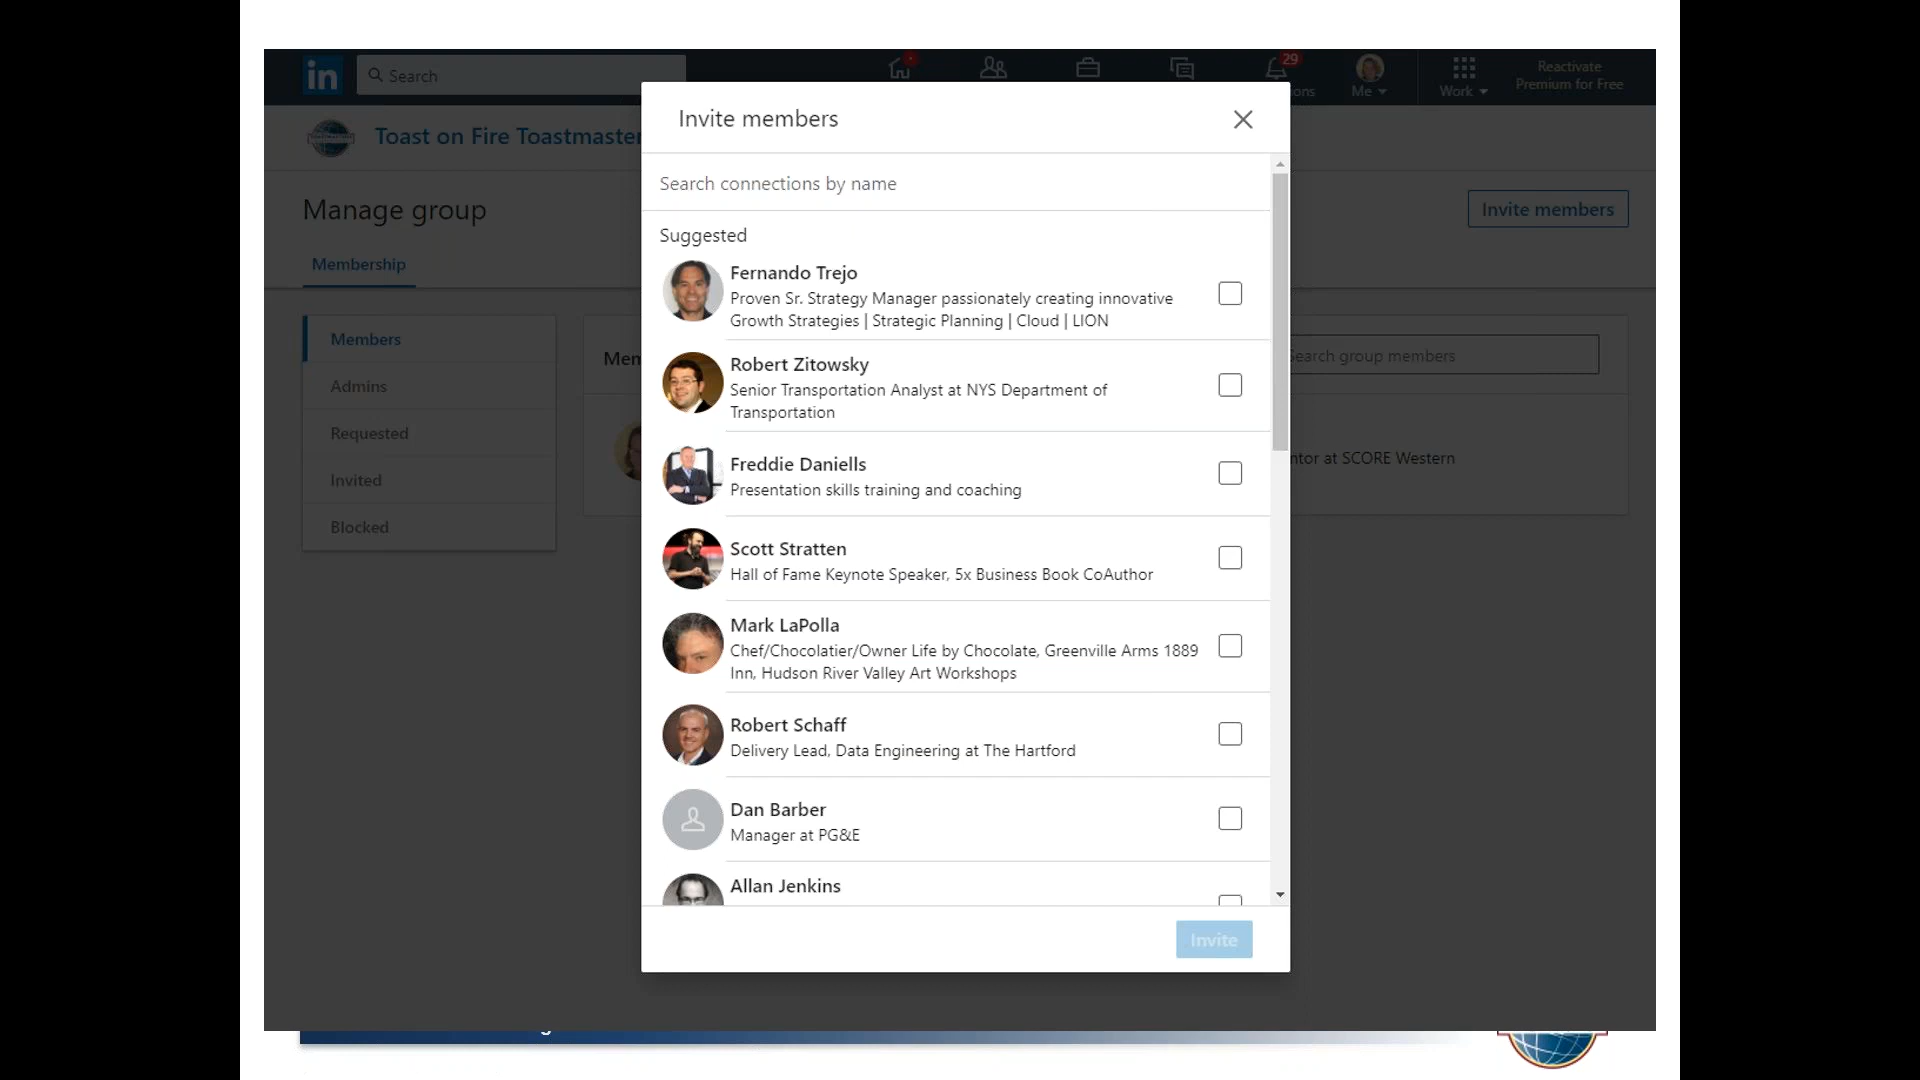 in
Search
29
ions
Me
Work
Reactivate
Premium for Free
Toast on Fire Toastmaster
Manage group
Invite members
Membership
Members
Admins
Requested
Invited
Blocked
Mem
Search group members
ntor at SCORE Western
Invite members
Search connections by name
Suggested
Fernando Trejo
Proven Sr. Strategy Manager passionately creating innovative
Growth Strategies | Strategic Planning | Cloud | LION
Robert Zitowsky
Senior Transportation Analyst at NYS Department of
Transportation
Freddie Daniells
Presentation skills training and coaching
Scott Stratten
Hall of Fame Keynote Speaker, 5x Business Book CoAuthor
Mark LaPolla
Chef/Chocolatier/Owner Life by Chocolate, Greenville Arms 1889
Inn, Hudson River Valley Art Workshops
Robert Schaff
Delivery Lead, Data Engineering at The Hartford
Dan Barber
Manager at PG&E
Allan Jenkins
Invite